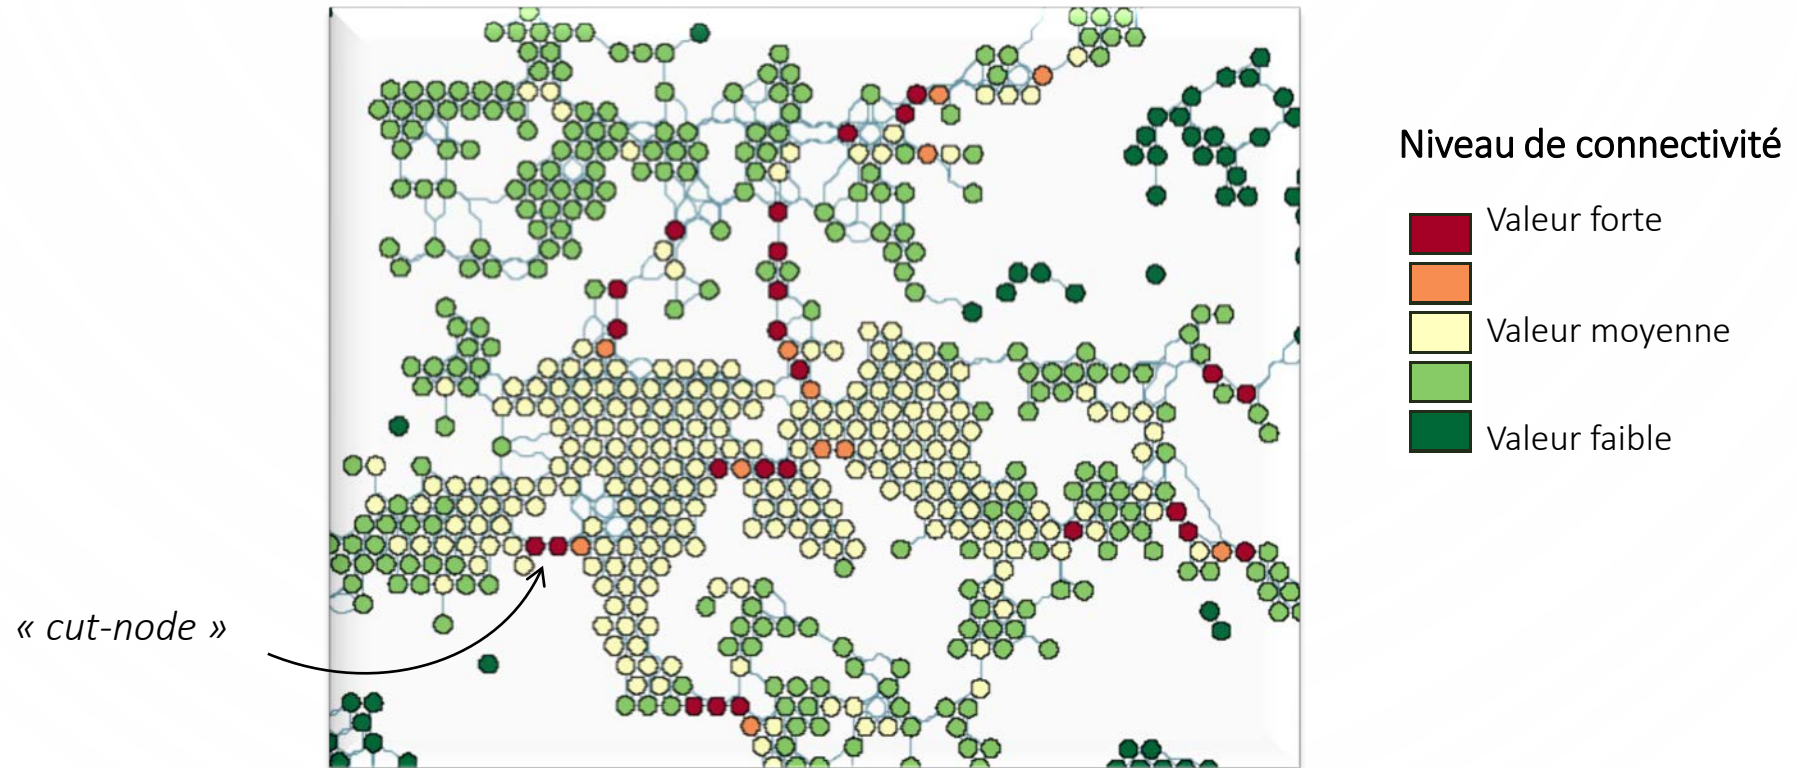 Niveau de connectivité
Valeur forte
Valeur moyenne
Valeur faible
« cut-node »